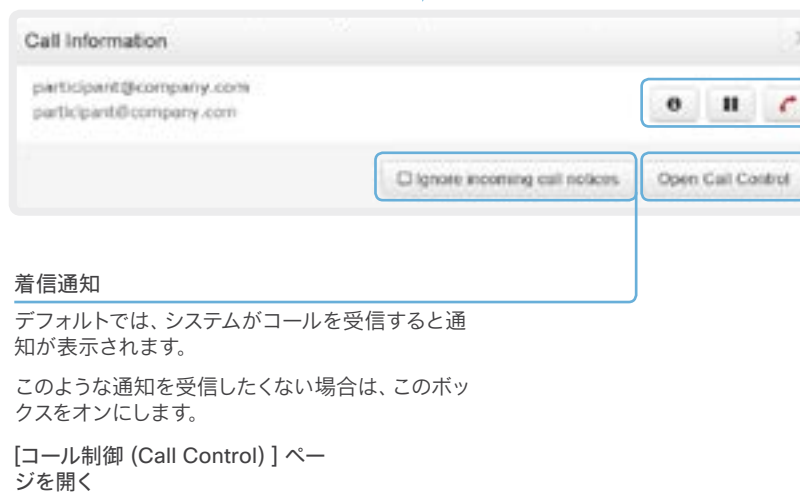 Call Information
participant@company.com
participant@company.com
Ignore incoming call notices
Open Call Control
着信通知
デフォルトでは、システムがコールを受信すると通
知が表示されます。
このような通知を受信したくない場合は、このボッ
クスをオンにします。
[コール制御 (Call Control) ] ペー
ジを開く